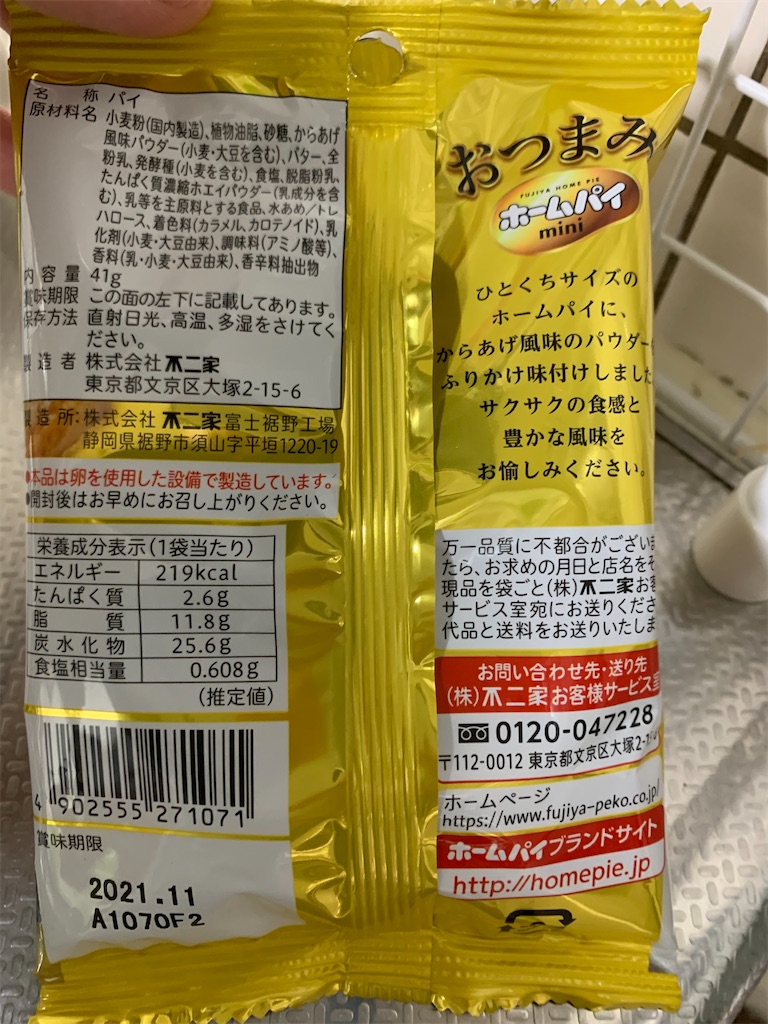 名称 パイ
原材料名 小麦粉(国内製造)、植物油脂、砂糖、からあげ
風味パウダー(小麦・大豆を含む)、バター、全
粉乳、発酵種(小麦を含む)、食塩、脱脂粉乳、
たんぱく質濃縮ホエイパウダー(乳成分を含
む)、乳等を主原料とする食品、水あめ/トレ
ハロース、着色料(カラメル、カロテノイド)、乳
化剤(小麦・大豆由来)、調味料(アミノ酸等)、
香料(乳・小麦・大豆由来)、香辛料抽出物
内容量 41g
賞味期限 この面の左下に記載してあります。
保存方法 直射日光、高温、多湿をさけてく
ださい。
製造者 株式会社 不二家
東京都文京区大塚2-15-6
製造所:株式会社 不二家 富士裾野工場
静岡県裾野市須山字平垣1220-19
●本品は卵を使用した設備で製造しています。
●開封後はお早めにお召し上がりください。
栄養成分表示(1袋当たり)
エネルギー 219kcal
たんぱく質 2.6g
脂質 11.8g
炭水化物 25.6g
食塩相当量 0.608g
(推定値)
4 902555 271071
賞味期限
2021.11
A1070F2
おつまみ
FUJIYA HOME PIE
ホームパイ
mini
ひとくちサイズの
ホームパイに、
からあげ風味のパウダーを
ふりかけ味付けしました
サクサクの食感と
豊かな風味を
お愉しみください。
万一品質に不都合がございま
たら、お求めの月日と店名をそ
現品を袋ごと(株)不二家お客
サービス室宛にお送りくださ
代品と送料をお送りいたしま
お問い合わせ先・送り先
(株)不二家お客様サービス室
0120-047228
〒112-0012 東京都文京区大塚2-15
ホームページ
https://www.fujiya-peko.co.jp/
ホームパイブランドサイト
http://homepie.jp